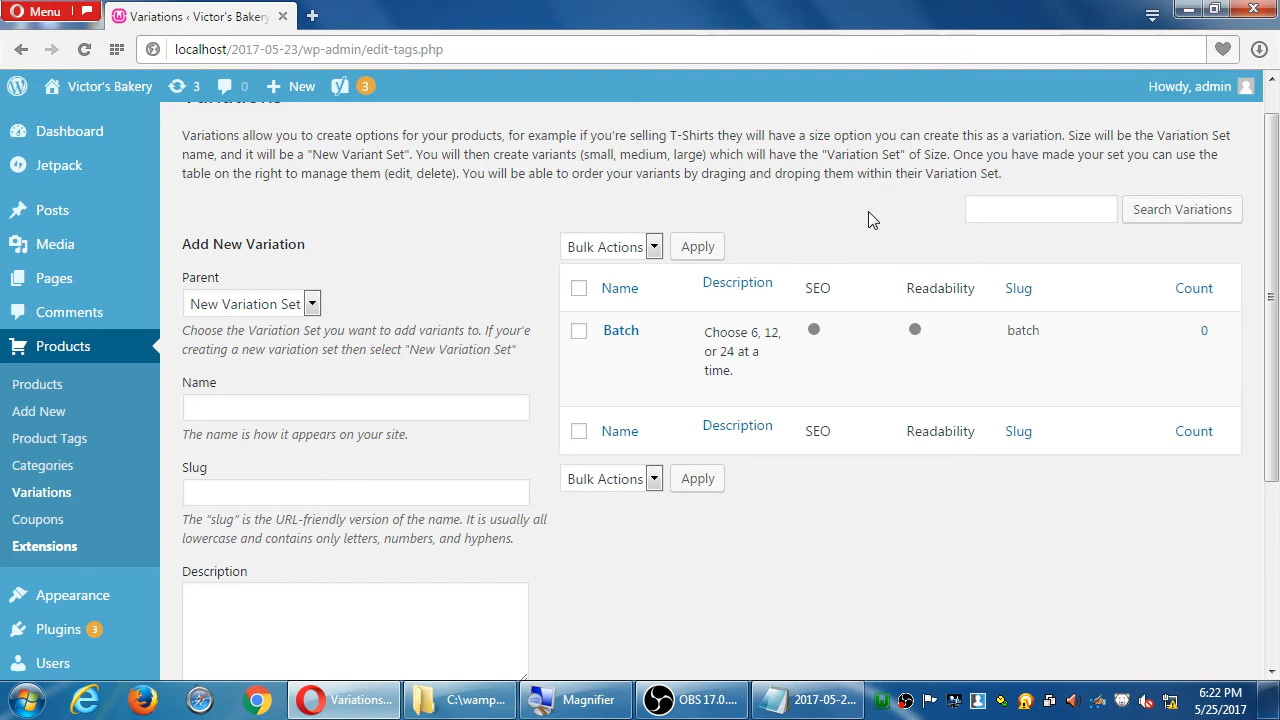 Menu
Variations ‹ Victor's Bakery
localhost/2017-05-23/wp-admin/edit-tags.php
Victor's Bakery 3 0 New 3
Howdy, admin
Dashboard
Jetpack
Posts
Media
Pages
Comments
Products
Products
Add New
Product Tags
Categories
Variations
Coupons
Extensions
Appearance
Plugins 3
Users
Variations allow you to create options for your products, for example if you're selling T-Shirts they will have a size option you can create this as a variation. Size will be the Variation Set
name, and it will be a "New Variant Set". You will then create variants (small, medium, large) which will have the "Variation Set" of Size. Once you have made your set you can use the
table on the right to manage them (edit, delete). You will be able to order your variants by draging and droping them within their Variation Set.
Search Variations
Add New Variation
Parent
New Variation Set
Choose the Variation Set you want to add variants to. If your'e
creating a new variation set then select "New Variation Set"
Name
The name is how it appears on your site.
Slug
The “slug” is the URL-friendly version of the name. It is usually all
lowercase and contains only letters, numbers, and hyphens.
Description
Bulk Actions Apply
Name Description SEO Readability Slug Count
Batch Choose 6, 12, batch 0
or 24 at a
time.
Name Description SEO Readability Slug Count
Bulk Actions Apply
Variations...
C:\wamp...
Magnifier
OBS 17.0....
2017-05-2...
6:22 PM
5/25/2017